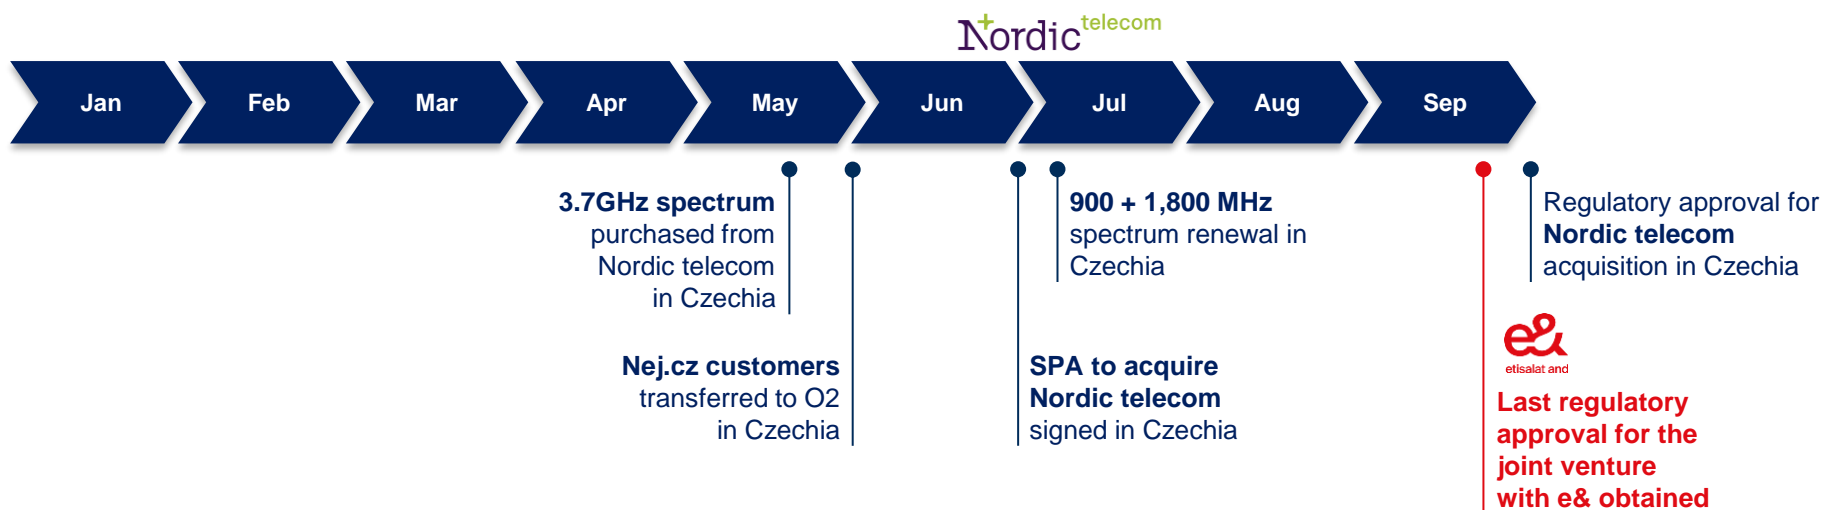 Nordic telecom
Jan
Feb
Mar
Apr
May
Jun
Jul
Aug
Sep
3.7GHz spectrum
purchased from
Nordic telecom
in Czechia
Nej.cz customers
transferred to O2
in Czechia
900 + 1,800 MHz
spectrum renewal in
Czechia
SPA to acquire
Nordic telecom
signed in Czechia
Regulatory approval for
Nordic telecom
acquisition in Czechia
e&
etisalat and
Last regulatory
approval for the
joint venture
with e& obtained